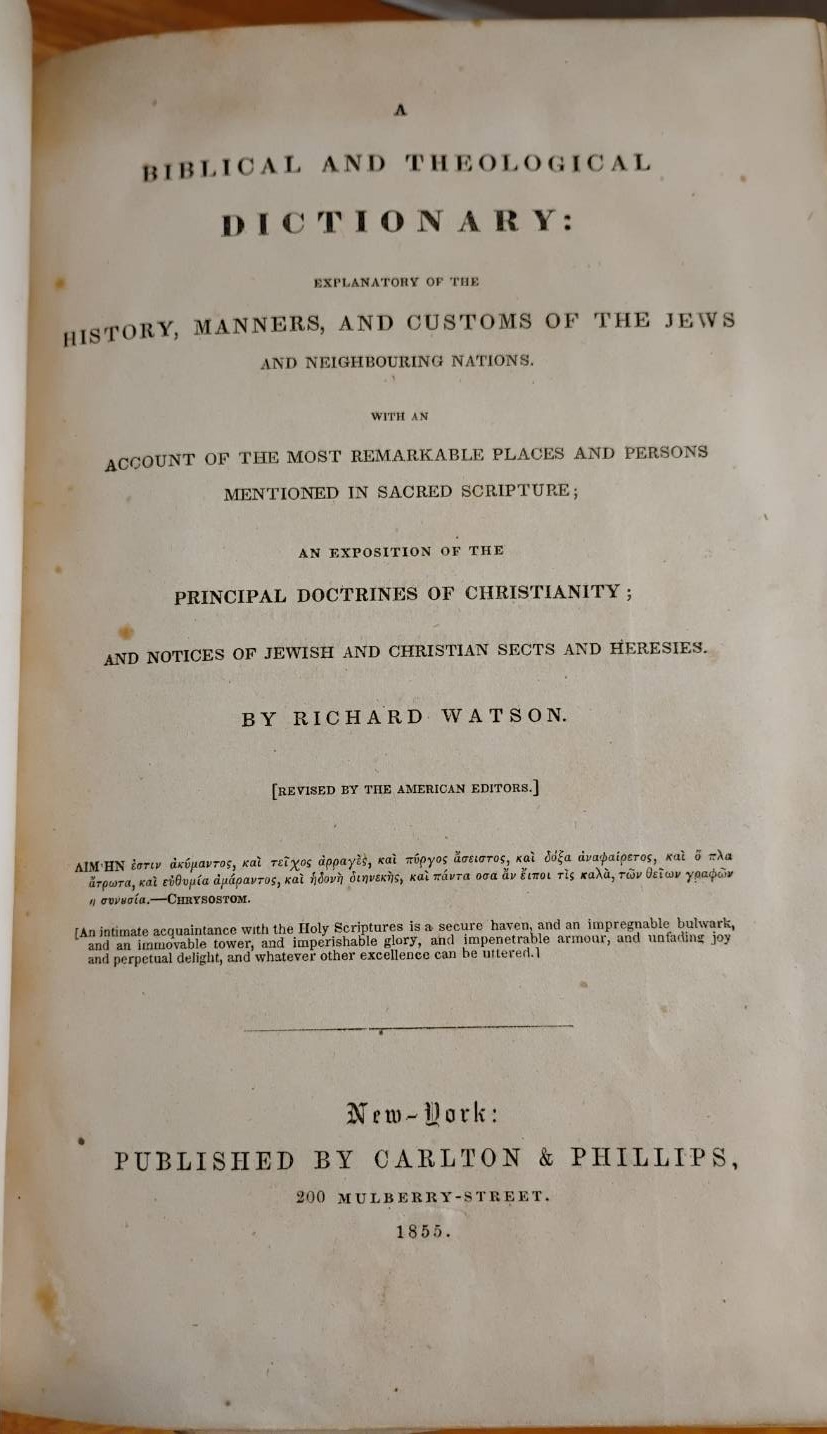 A
BIBLICAL AND THEOLOGICAL
DICTIONARY:
EXPLANATORY OF THE
HISTORY, MANNERS, AND CUSTOMS OF THE JEWS
AND NEIGHBOURING NATIONS.
WITH AN
ACCOUNT OF THE MOST REMARKABLE PLACES AND PERSONS
MENTIONED IN SACRED SCRIPTURE;
AN EXPOSITION OF THE
PRINCIPAL DOCTRINES OF CHRISTIANITY;
AND NOTICES OF JEWISH AND CHRISTIAN SECTS AND HERESIES.
BY RICHARD WATSON.
[REVISED BY THE AMERICAN EDITORS.]
ΛΙΜῊΝ ἐστιν ἀκύμαντος, καὶ τεῖχος ἀρραγὲς, καὶ πύργος ἄσειστος, καὶ δόξα ἀναφαίρετος, καὶ ὅ πλα
ἄτρωτα, καὶ εὐθυμία ἀμάραντος, καὶ ἡδονὴ διηνεκὴς, καὶ πάντα οσα ἄν ἔιποι τὶς καλὰ, τῶν θείων γραφῶν
η συνυσία.—CHRYSOSTOM.
[An intimate acquaintance with the Holy Scriptures is a secure haven, and an impregnable bulwark,
and an immovable tower, and imperishable glory, and impenetrable armour, and unfading joy
and perpetual delight, and whatever other excellence can be uttered.]
New-York:
PUBLISHED BY CARLTON & PHILLIPS,
200 MULBERRY-STREET.
1855.